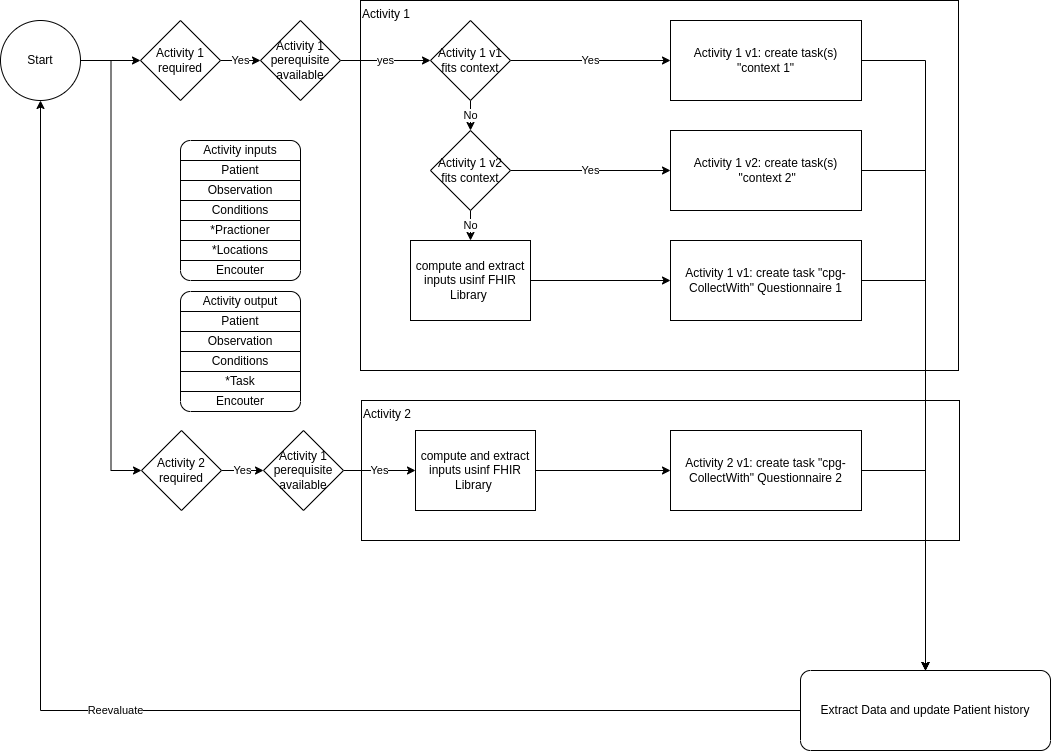 Activity 1
Start
Activity 1
required
Yes
Activity 1
perequisite
available
yes
Activity 1 v1
fits context
Yes
Activity 1 v1: create task(s)
"context 1"
No
Activity 1 v2
fits context
Yes
Activity 1 v2: create task(s)
"context 2"
No
compute and extract
inputs usinf FHIR
Library
Activity 1 v1: create task "cpg-
CollectWith" Questionnaire 1
Activity inputs
Patient
Observation
Conditions
*Practioner
*Locations
Encouter
Activity output
Patient
Observation
Conditions
*Task
Encouter
Activity 2
Activity 2
required
Yes
Activity 1
perequisite
available
Yes
compute and extract
inputs usinf FHIR
Library
Activity 2 v1: create task "cpg-
CollectWith" Questionnaire 2
Extract Data and update Patient history
Reevaluate